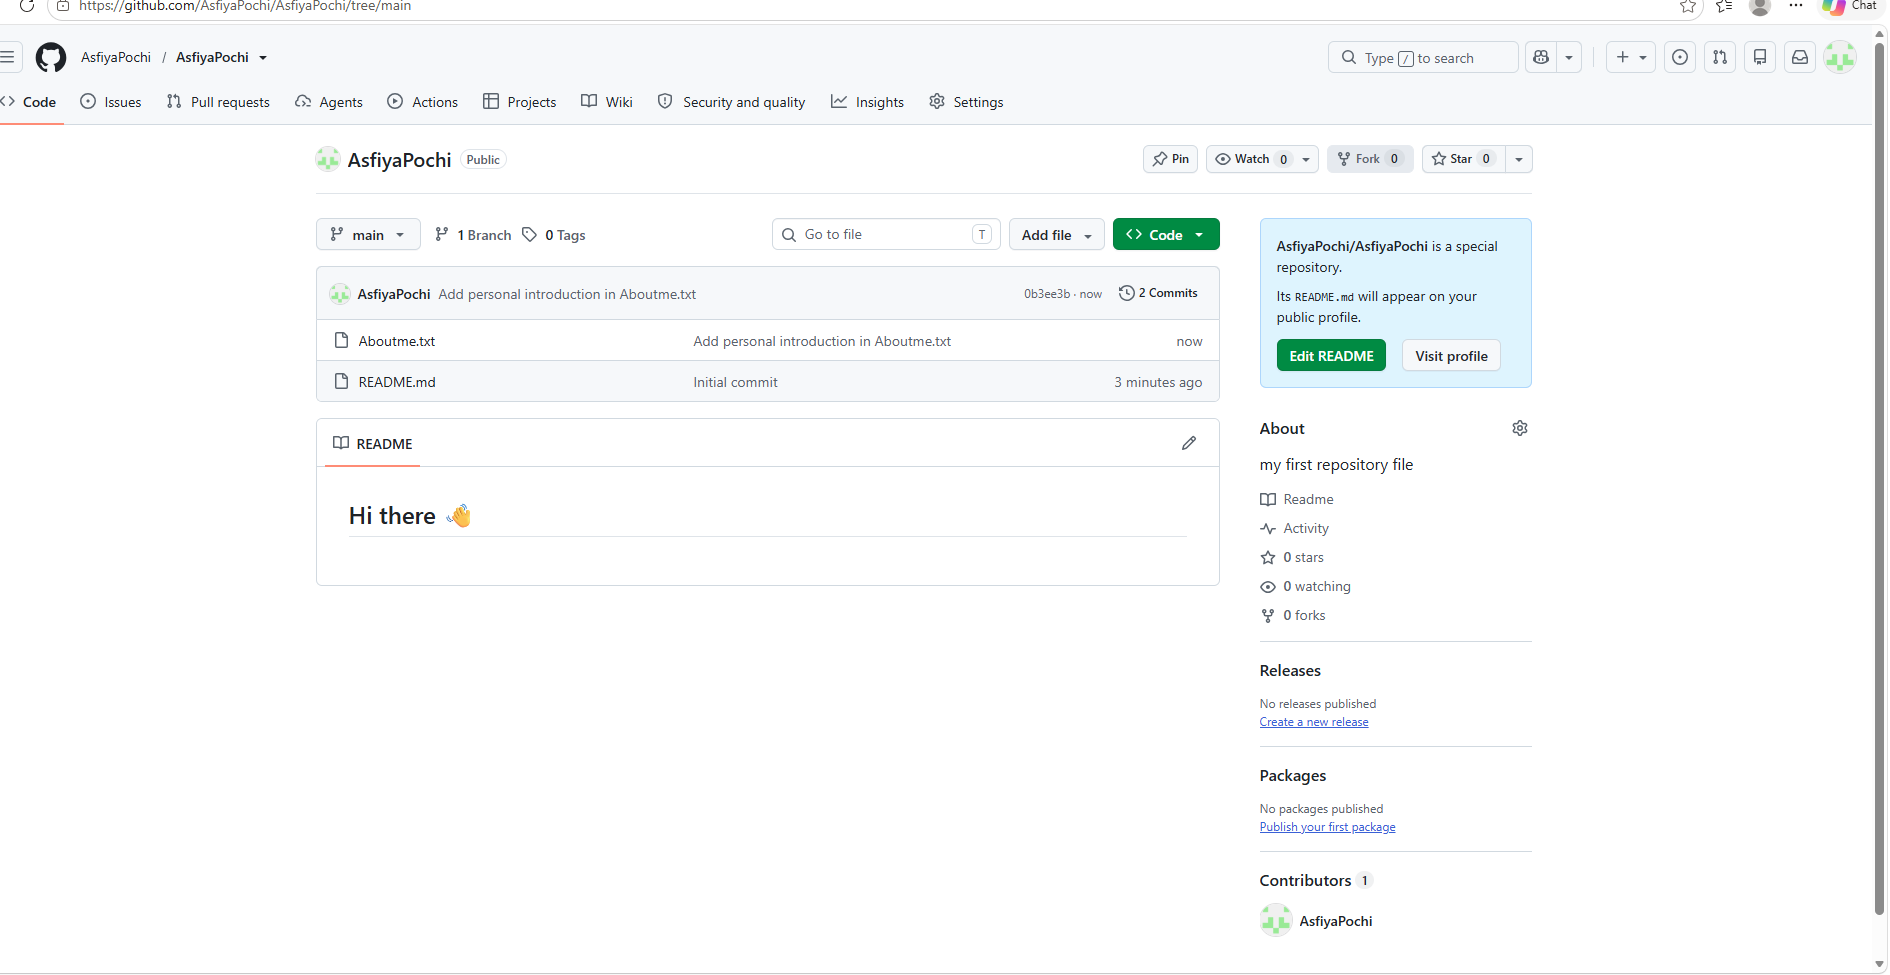 https://github.com/AsfiyaPochi/AsfiyaPochi/tree/main
Chat
AsfiyaPochi / AsfiyaPochi
Type / to search
Code Issues Pull requests Agents Actions Projects Wiki Security and quality Insights Settings
AsfiyaPochi Public
Pin Watch 0 Fork 0 Star 0
main 1 Branch 0 Tags Go to file T Add file Code
AsfiyaPochi Add personal introduction in Aboutme.txt 0b3ee3b · now 2 Commits
Aboutme.txt Add personal introduction in Aboutme.txt now
README.md Initial commit 3 minutes ago
README
Hi there 👋
AsfiyaPochi/AsfiyaPochi is a special
repository.
Its README.md will appear on your
public profile.
Edit README Visit profile
About
my first repository file
Readme
Activity
0 stars
0 watching
0 forks
Releases
No releases published
Create a new release
Packages
No packages published
Publish your first package
Contributors 1
AsfiyaPochi